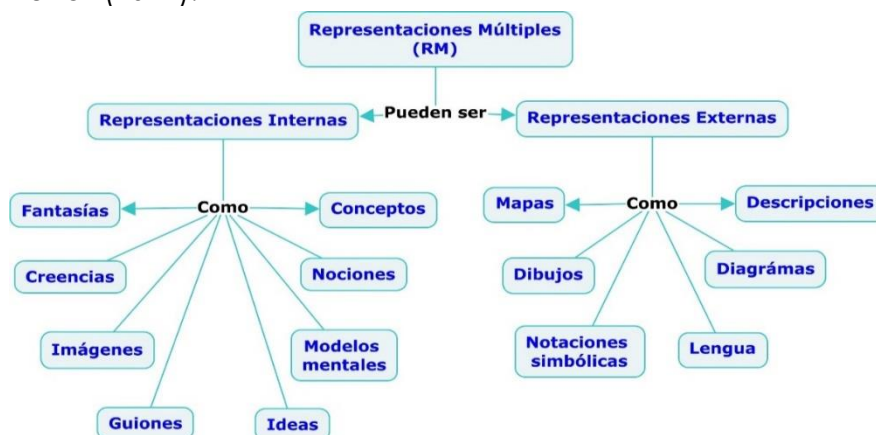 Representaciones Múltiples
(RM)
Pueden ser
Representaciones Internas
Representaciones Externas
Fantasías
Como
Conceptos
Mapas
Como
Descripciones
Creencias
Nociones
Dibujos
Diagrámas
Imágenes
Modelos
mentales
Notaciones
simbólicas
Lengua
Guiones
Ideas